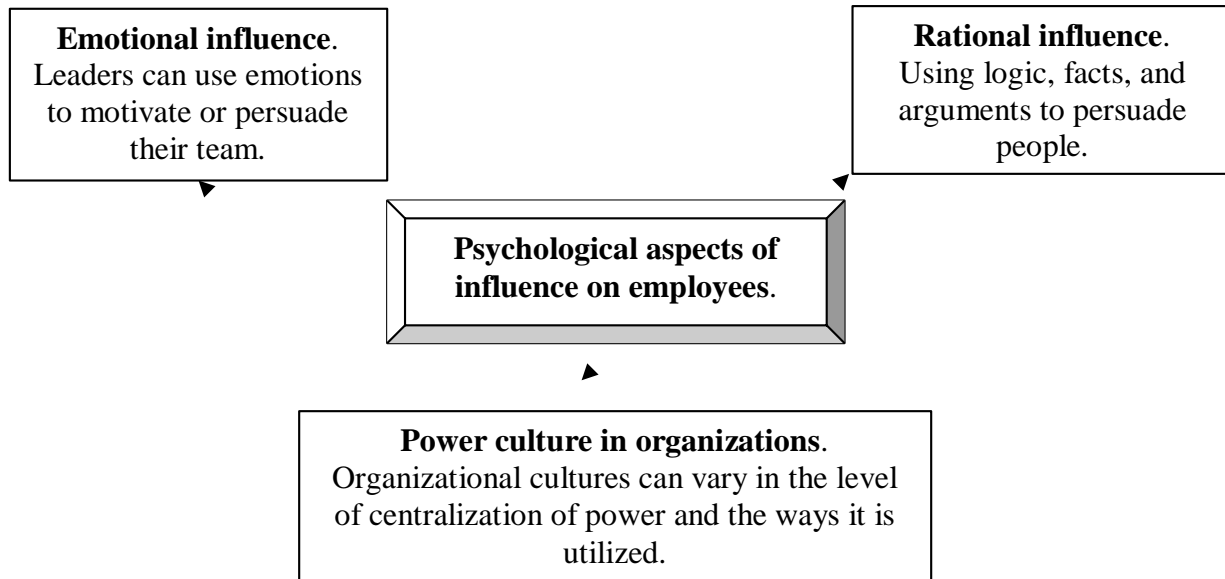 Emotional influence.
Leaders can use emotions
to motivate or persuade
their team.
Rational influence.
Using logic, facts, and
arguments to persuade
people.
Psychological aspects of
influence on employees.
Power culture in organizations.
Organizational cultures can vary in the level
of centralization of power and the ways it is
utilized.